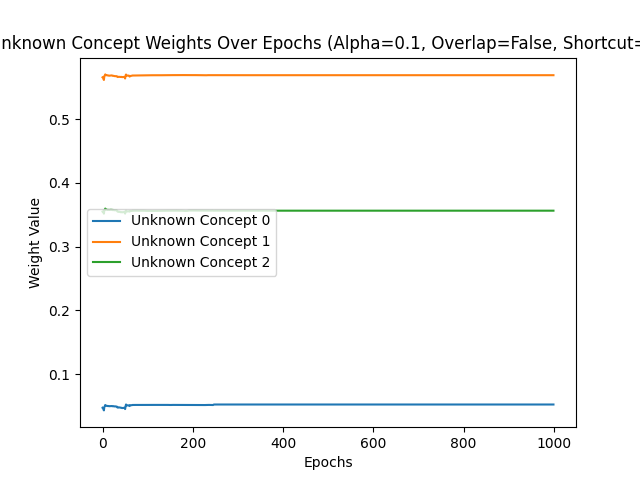 nknown Concept Weights Over Epochs (Alpha=0.1, Overlap=False, Shortcut=
0.5
0.4
0.3
0.2
0.1
Weight Value
Unknown Concept 0
Unknown Concept 1
Unknown Concept 2
0 200 400 600 800 1000
Epochs